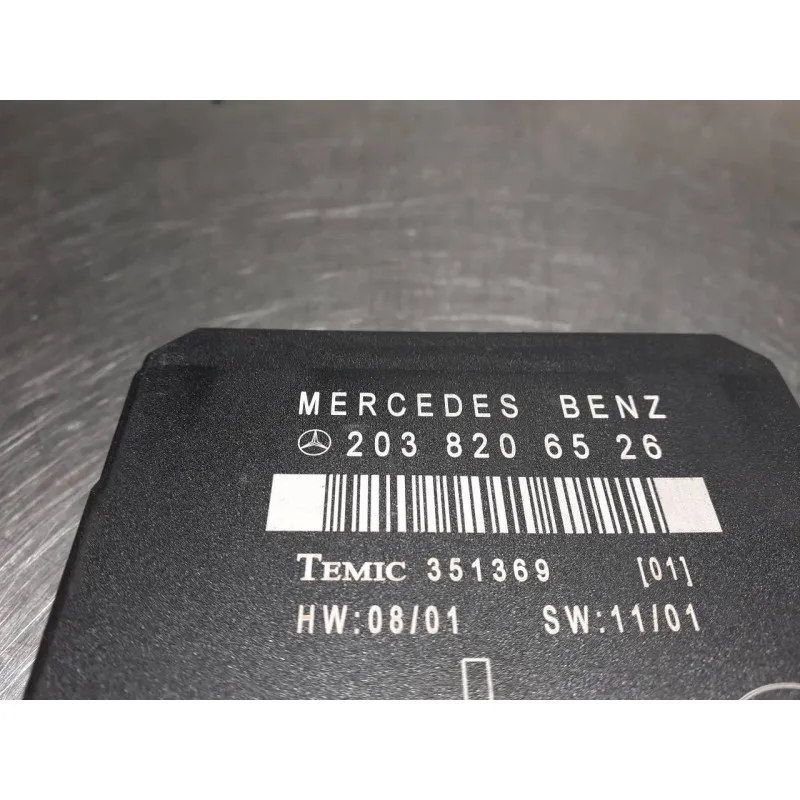 MERCEDES BENZ
203 820 65 26
TEMIC 351369 [01]
HW:08/01 SW:11/01